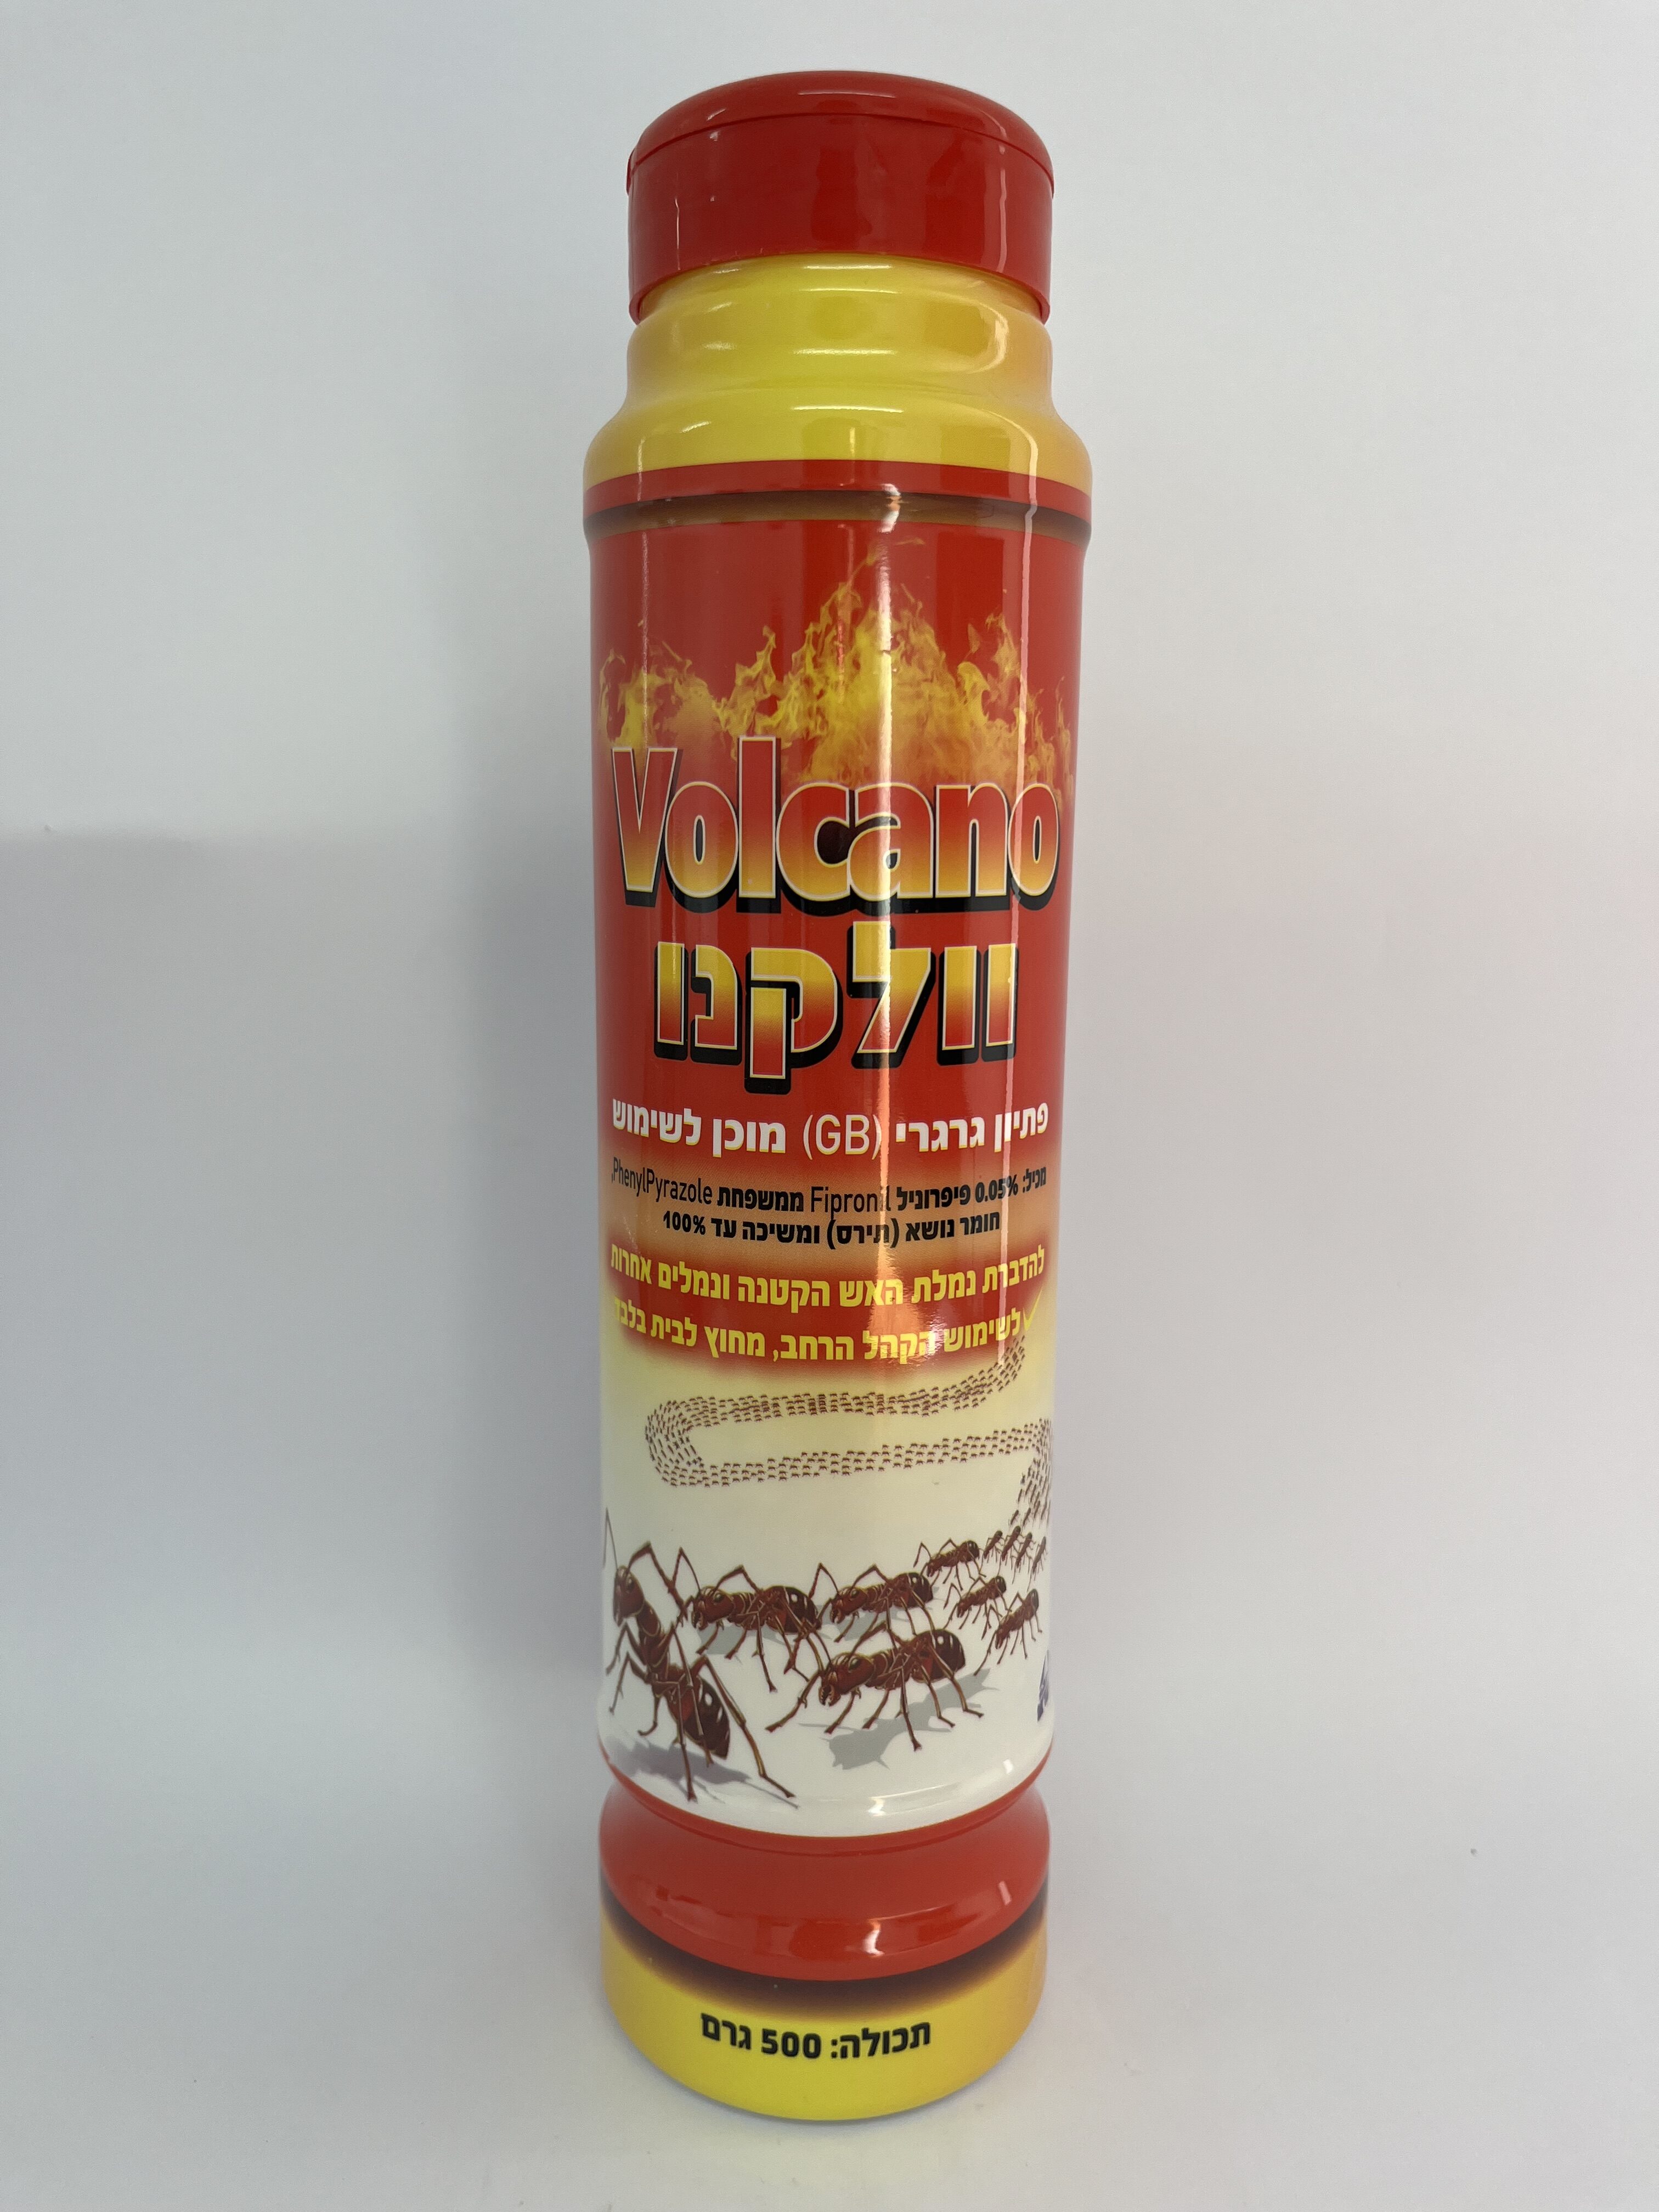 Volcano
וולקנו
פתיון גרגרי (GB) מוכן לשימוש
מכיל: 0.05% פיפרוניל Fipronil ממשפחת PhenylPyrazole,
חומר נושא (תירס) ומשיכה עד 100%
להדברת נמלת האש הקטנה ונמלים אחרות
✓לשימוש הקהל הרחב, מחוץ לבית בלבד
תכולה: 500 גרם